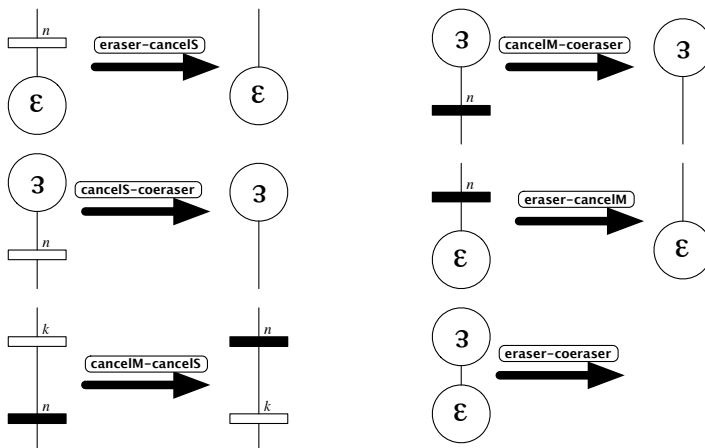 n
eraser-cancelS
ε
ε
ɜ
cancelM-coeraser
ɜ
n
ɜ
cancelS-coeraser
ɜ
n
n
eraser-cancelM
ε
ε
k
cancelM-cancelS
n
n
k
ɜ
eraser-coeraser
ε